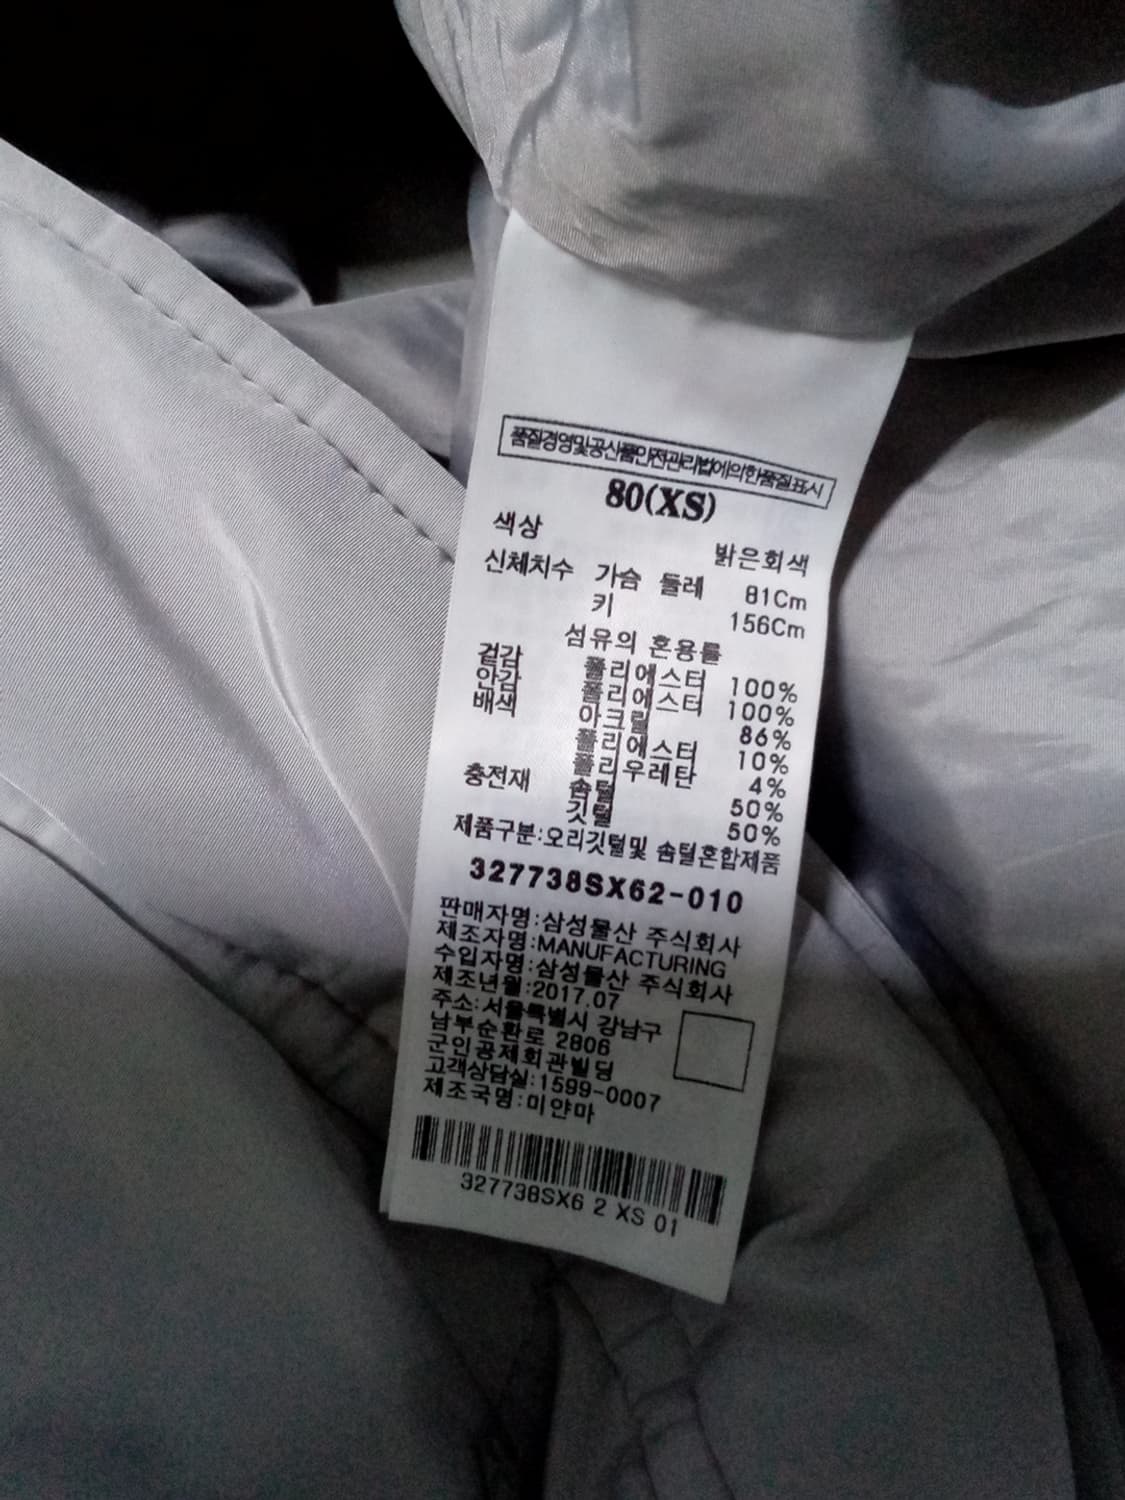 품질경영및공산품안전관리법에의한품질표시
80(XS)
색상 밝은회색
신체치수 가슴 둘레 81Cm
키 156Cm
섬유의 혼용률
겉감 폴리에스터 100%
안감 폴리에스터 100%
배색 아크릴 86%
폴리에스터 10%
폴리우레탄 4%
충전재 솜털 50%
깃털 50%
제품구분:오리깃털및 솜털혼합제품
327738SX62-010
판매자명:삼성물산 주식회사
제조자명:MANUFACTURING
수입자명:삼성물산 주식회사
제조년월:2017.07
주소:서울특별시 강남구
남부순환로 2806
군인공제회관빌딩
고객상담실:1599-0007
제조국명:미얀마
327738SX6 2 XS 01